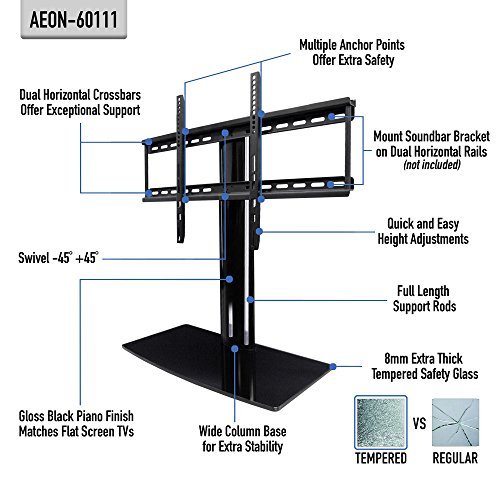 AEON-60111
Multiple Anchor Points
Offer Extra Safety
Dual Horizontal Crossbars
Offer Exceptional Support
Mount Soundbar Bracket
on Dual Horizontal Rails
(not included)
Quick and Easy
Height Adjustments
Swivel -45° +45°
Full Length
Support Rods
8mm Extra Thick
Tempered Safety Glass
Gloss Black Piano Finish
Matches Flat Screen TVs
Wide Column Base
for Extra Stability
VS
TEMPERED
REGULAR